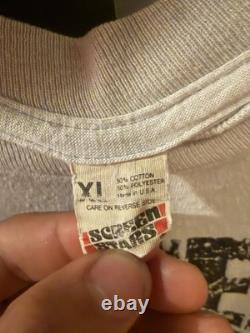 XL
50% COTTON
50% POLYESTER
Made in U.S.A.
CARE ON REVERSE SIDE
SCREEN
STARS